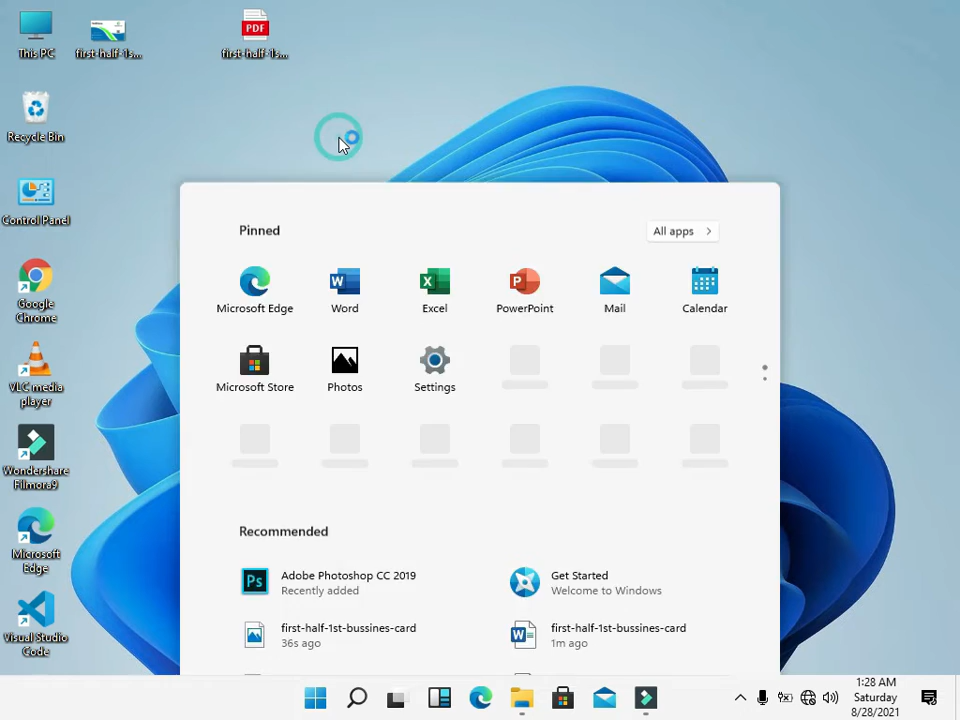 This PC
first-half-1s...
PDF
first-half-1s...
Recycle Bin
Control Panel
Google
Chrome
VLC media
player
Wondershare
Filmora9
Microsoft
Edge
Visual Studio
Code
Pinned
All apps
Microsoft Edge
Word
Excel
PowerPoint
Mail
Calendar
Microsoft Store
Photos
Settings
Recommended
Ps
Adobe Photoshop CC 2019
Recently added
Get Started
Welcome to Windows
first-half-1st-bussines-card
36s ago
first-half-1st-bussines-card
1m ago
1:28 AM
Saturday
8/28/2021